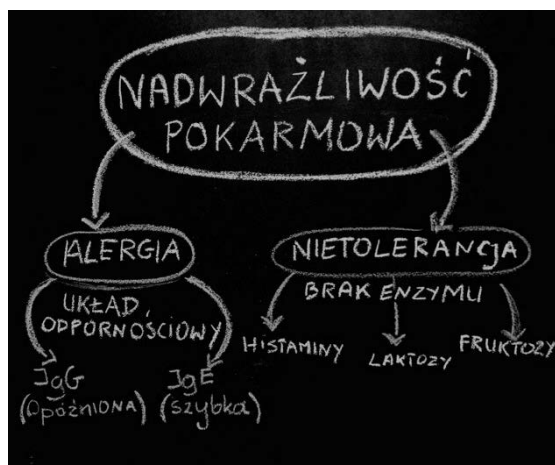 NADWRAŻLIWOŚĆ
POKARMOWA
ALERGIA
UKŁAD
ODPORNOŚCIOWY
IgG
(OPÓŹNIONA)
IgE
(szybka)
NIETOLERANCJA
BRAK ENZYMU
HISTAMINY
LAKTOZY
FRUKTOZY